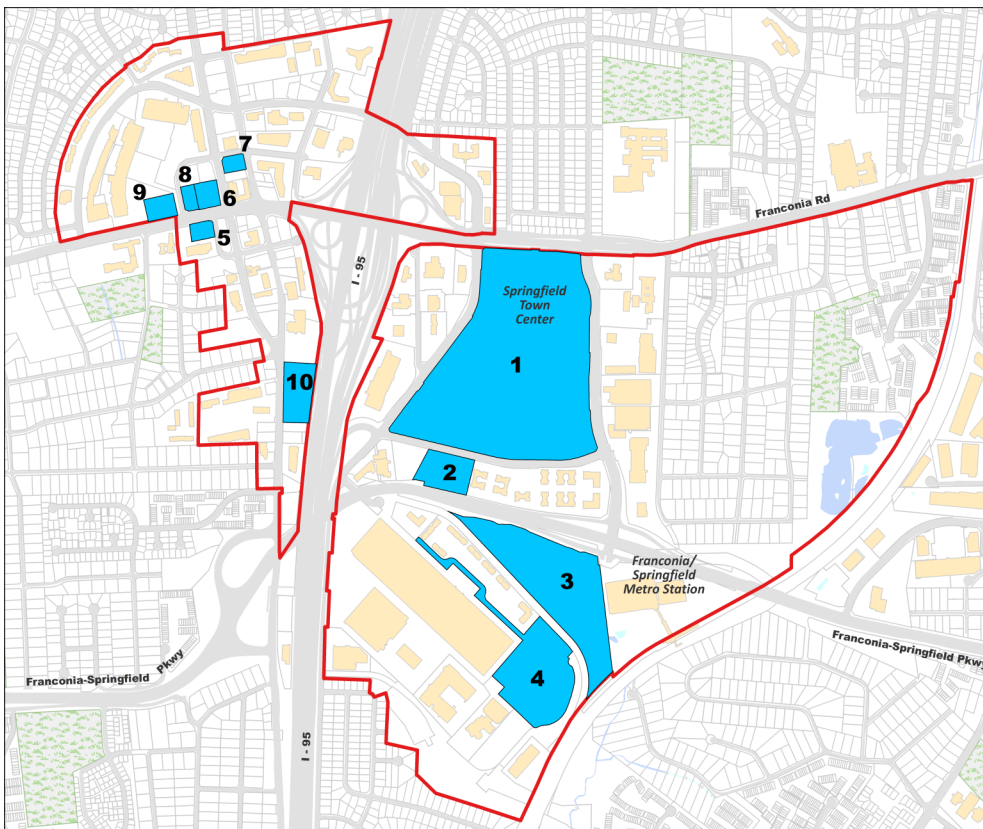 7
8
9
6
5
Franconia Rd
I - 95
Springfield
Town
Center
1
10
2
3
Franconia/
Springfield
Metro Station
4
Franconia-Springfield Pkwy
Franconia-Springfield Pkwy
I - 95